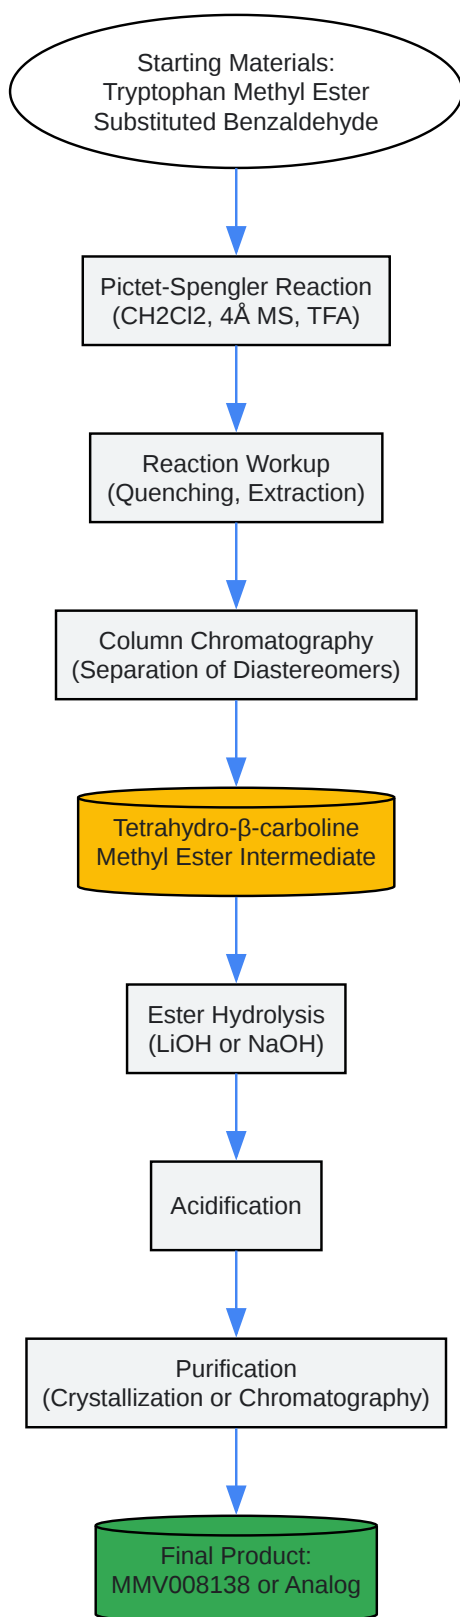 Starting Materials:
Tryptophan Methyl Ester
Substituted Benzaldehyde
Pictet-Spengler Reaction
(CH2Cl2, 4Å MS, TFA)
Reaction Workup
(Quenching, Extraction)
Column Chromatography
(Separation of Diastereomers)
Tetrahydro-β-carboline
Methyl Ester Intermediate
Ester Hydrolysis
(LiOH or NaOH)
Acidification
Purification
(Crystallization or Chromatography)
Final Product:
MMV008138 or Analog